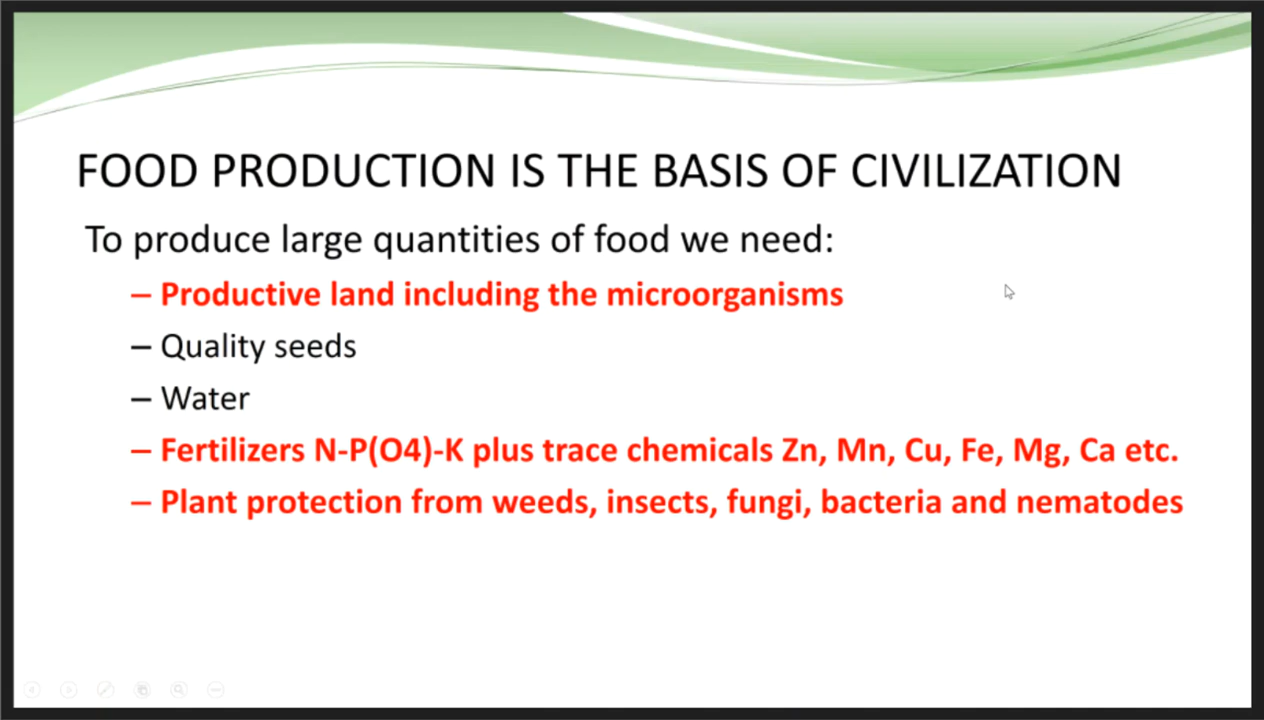 FOOD PRODUCTION IS THE BASIS OF CIVILIZATION
To produce large quantities of food we need:
– Productive land including the microorganisms
– Quality seeds
– Water
– Fertilizers N-P(O4)-K plus trace chemicals Zn, Mn, Cu, Fe, Mg, Ca etc.
– Plant protection from weeds, insects, fungi, bacteria and nematodes